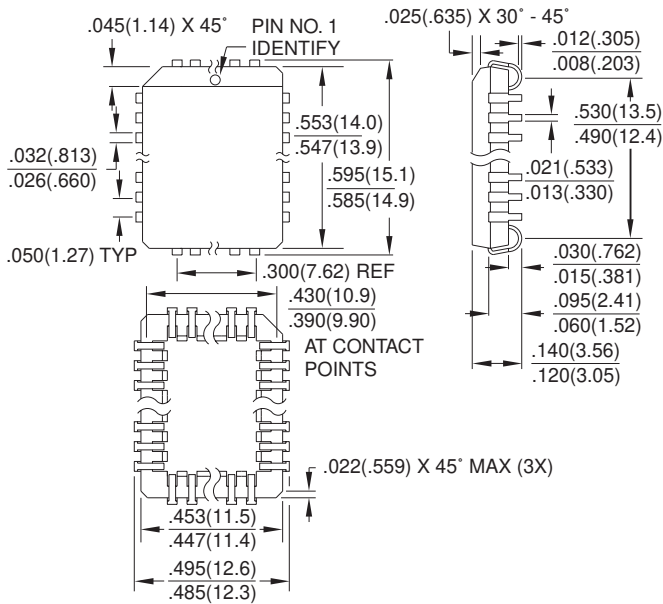 .045(1.14) X 45˚
PIN NO. 1
IDENTIFY
.025(.635) X 30˚ - 45˚
.012(.305)
.008(.203)
.553(14.0)
.547(13.9)
.530(13.5)
.490(12.4)
.032(.813)
.026(.660)
.595(15.1)
.585(14.9)
.021(.533)
.013(.330)
.050(1.27) TYP
.300(7.62) REF
.030(.762)
.015(.381)
.430(10.9)
.390(9.90)
AT CONTACT
POINTS
.095(2.41)
.060(1.52)
.140(3.56)
.120(3.05)
.022(.559) X 45˚ MAX (3X)
.453(11.5)
.447(11.4)
.495(12.6)
.485(12.3)